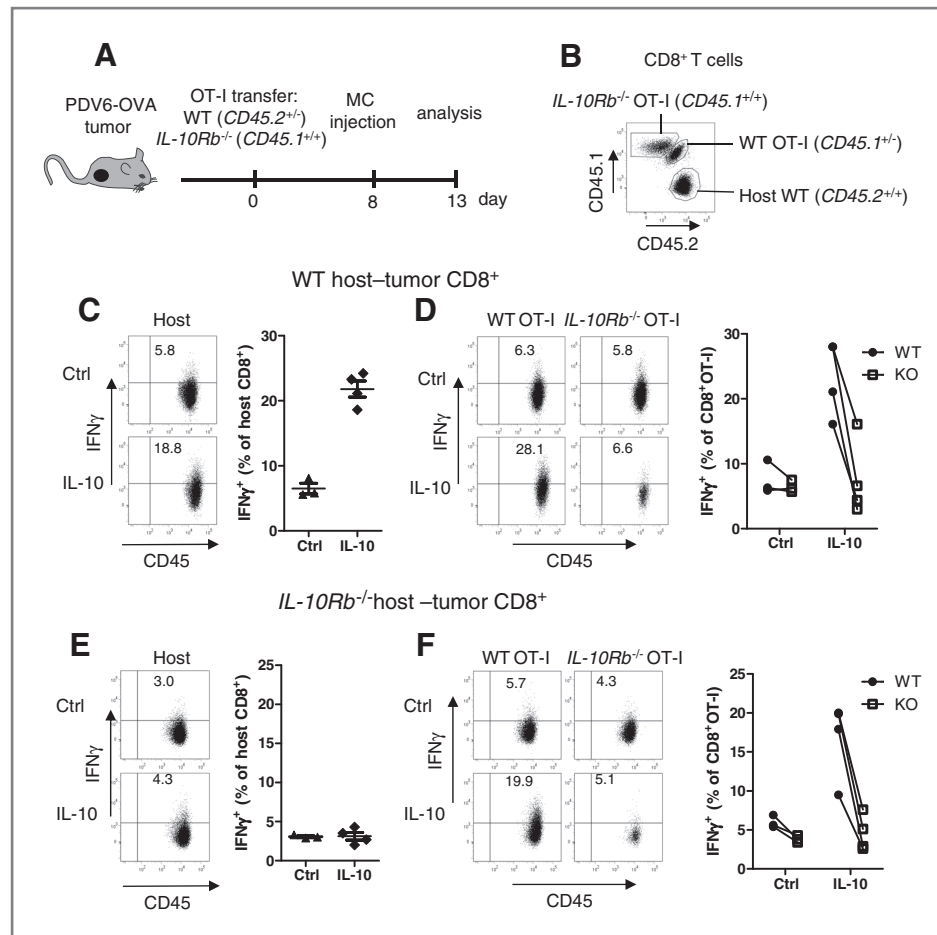 A
PDV6-OVA
tumor
OT-I transfer:
WT (CD45.2+/-)
IL-10Rb-/- (CD45.1+/+)
MC
injection
analysis
0
8
13
day
B
CD8+ T cells
IL-10Rb-/- OT-I (CD45.1+/+)
WT OT-I (CD45.1+/-)
Host WT (CD45.2+/+)
CD45.1
CD45.2
WT host–tumor CD8+
C
Host
Ctrl
5.8
IL-10
18.8
IFNγ
CD45
IFNγ+ (% of host CD8+)
30
20
10
0
Ctrl
IL-10
D
WT OT-I
IL-10Rb-/- OT-I
Ctrl
6.3
5.8
IL-10
28.1
6.6
IFNγ
CD45
IFNγ+ (% of CD8+OT-I)
30
20
10
0
Ctrl
IL-10
WT
KO
IL-10Rb-/-host –tumor CD8+
E
Host
Ctrl
3.0
IL-10
4.3
IFNγ
CD45
IFNγ+ (% of host CD8+)
25
20
15
10
5
0
Ctrl
IL-10
F
WT OT-I
IL-10Rb-/- OT-I
Ctrl
5.7
4.3
IL-10
19.9
5.1
IFNγ
CD45
IFNγ+ (% of CD8+OT-I)
25
20
15
10
5
0
Ctrl
IL-10
WT
KO